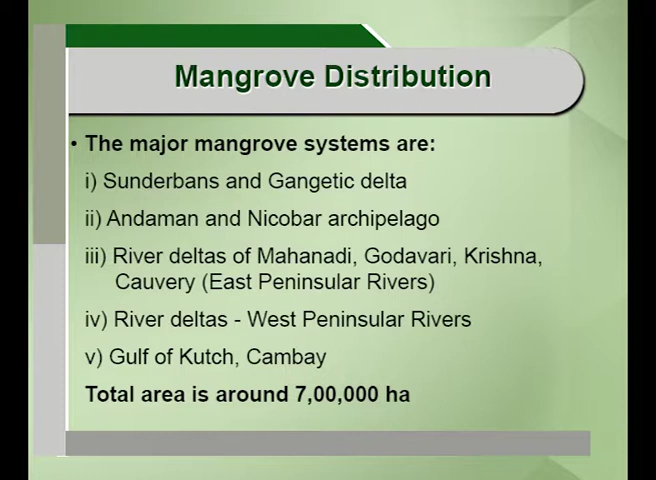 Mangrove Distribution
• The major mangrove systems are:
i) Sunderbans and Gangetic delta
ii) Andaman and Nicobar archipelago
iii) River deltas of Mahanadi, Godavari, Krishna,
Cauvery (East Peninsular Rivers)
iv) River deltas - West Peninsular Rivers
v) Gulf of Kutch, Cambay
Total area is around 7,00,000 ha